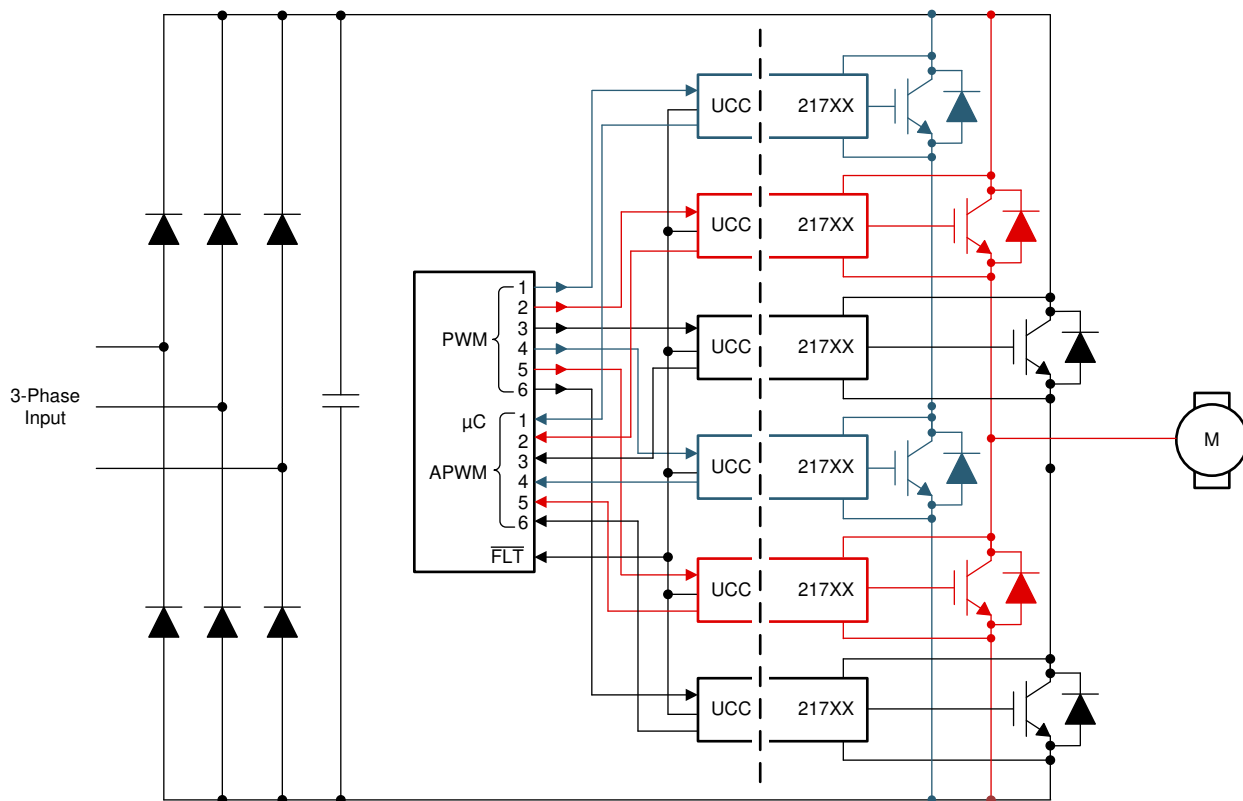 UCC 217XX
UCC 217XX
UCC 217XX
UCC 217XX
UCC 217XX
UCC 217XX
3-Phase
Input
PWM
1
2
3
4
5
6
µC
APWM
1
2
3
4
5
6
FLT
M